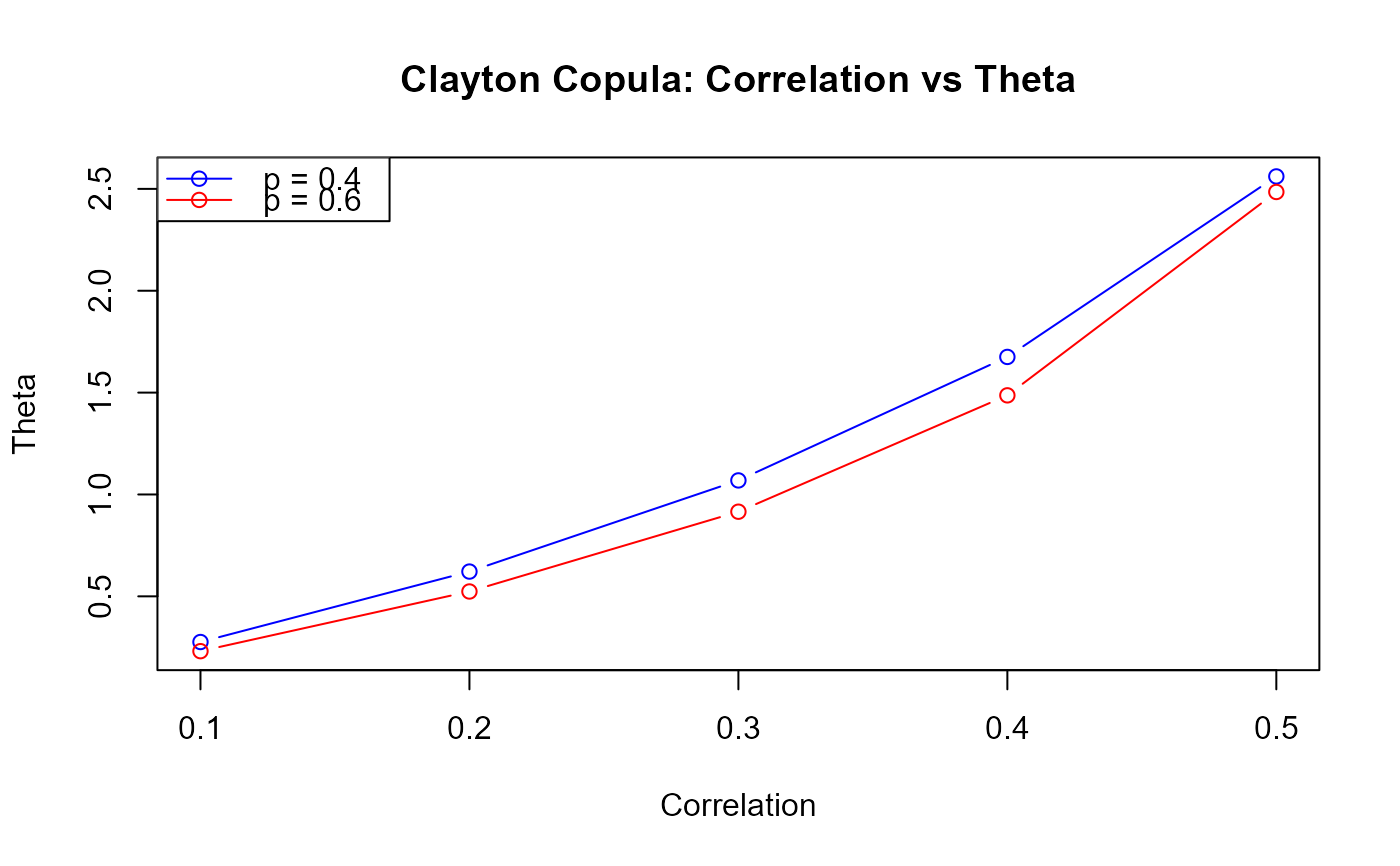 Clayton Copula: Correlation vs Theta
p = 0.4
p = 0.6
Theta
2.5
2.0
1.5
1.0
0.5
0.1 0.2 0.3 0.4 0.5
Correlation